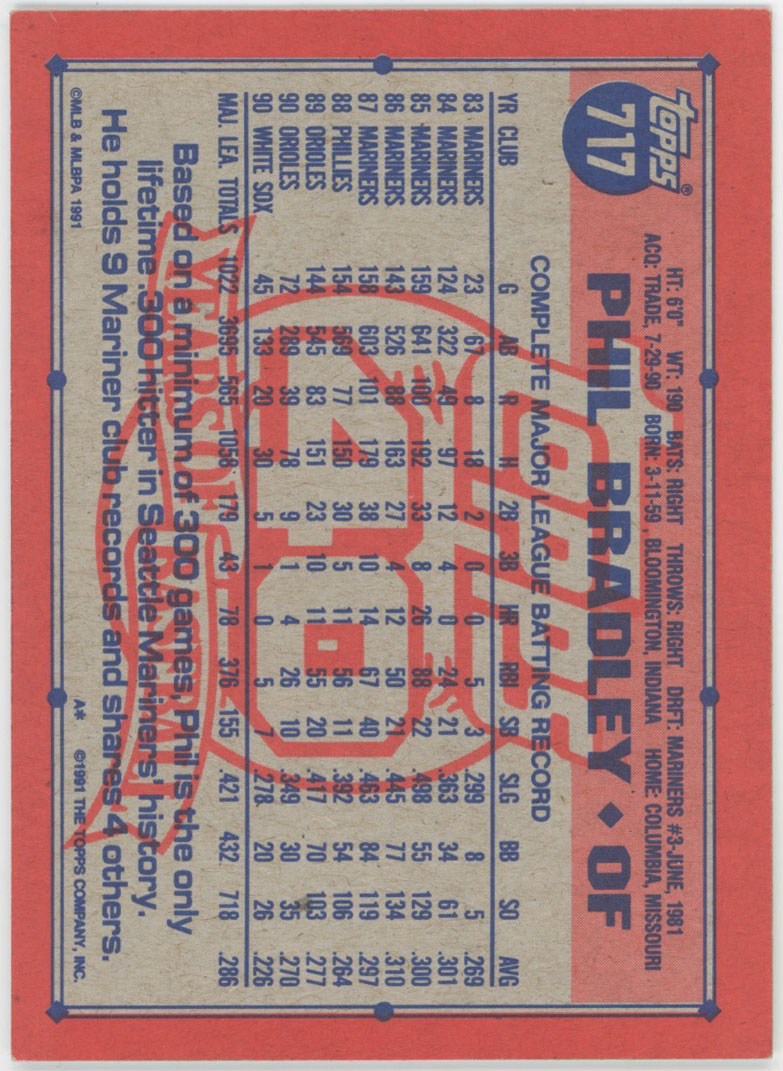 topps®
717
HT: 6'0" WT: 190 BATS: RIGHT THROWS: RIGHT DRFT: MARINERS #3-JUNE, 1981
ACQ: TRADE, 7-29-90 BORN: 3-11-59, BLOOMINGTON, INDIANA HOME: COLUMBIA, MISSOURI
PHIL BRADLEY ♦ OF
COMPLETE MAJOR LEAGUE BATTING RECORD
YR CLUB G AB R H 2B 3B HR RBI SB SLG BB SO AVG
83 MARINERS 23 67 8 18 2 0 0 5 3 .299 8 5 .269
84 MARINERS 124 322 49 97 12 4 0 24 21 .363 34 61 .301
85 MARINERS 159 641 100 192 33 8 26 88 22 .498 55 129 .300
86 MARINERS 143 526 88 163 27 4 12 50 21 .445 77 134 .310
87 MARINERS 158 603 101 179 38 10 14 67 40 .463 84 119 .297
88 PHILLIES 154 569 77 150 30 5 11 56 11 .392 54 106 .264
89 ORIOLES 144 545 83 151 23 10 11 55 20 .417 70 103 .277
90 ORIOLES 72 289 39 78 9 1 4 26 10 .349 30 35 .270
90 WHITE SOX 45 133 20 30 5 1 0 5 7 .278 20 26 .226
MAJ. LEA. TOTALS 1022 3695 565 1058 179 43 78 376 155 .421 432 718 .286
Based on a minimum of 300 games, Phil is the only
lifetime .300 hitter in Seattle Mariners' history.
He holds 9 Mariner club records and shares 4 others.
©MLB & MLBPA 1991 A* ©1991 THE TOPPS COMPANY, INC.
topps
40
YEARS OF BASEBALL